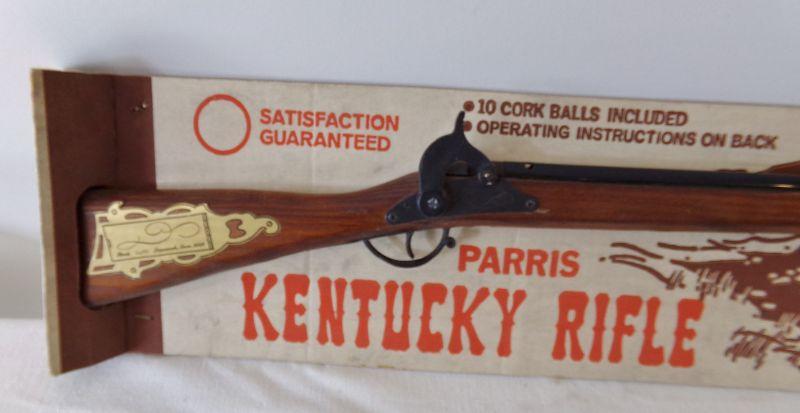 SATISFACTION
GUARANTEED
• 10 CORK BALLS INCLUDED
• OPERATING INSTRUCTIONS ON BACK
PARRIS
KENTUCKY RIFLE